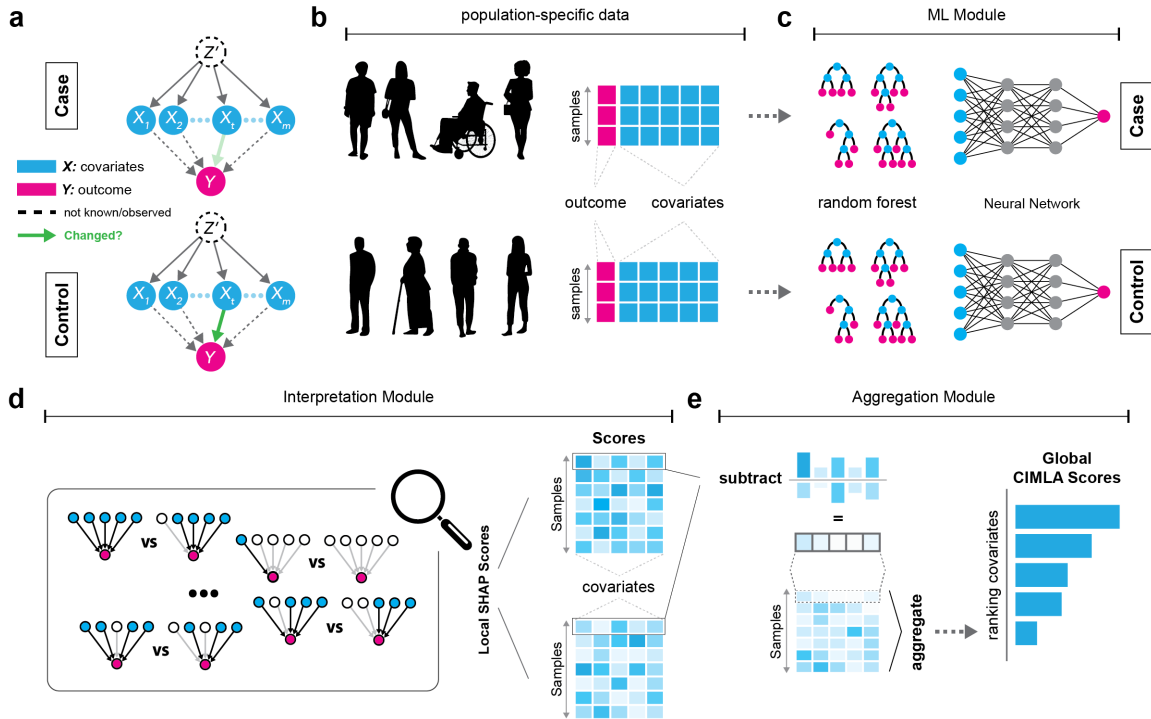 a
Case
Z'
X1 X2 Xt Xm
Y
X: covariates
Y: outcome
not known/observed
Changed?
Control
Z'
X1 X2 Xt Xm
Y
b
population-specific data
samples
outcome covariates
samples
c
ML Module
Case
random forest Neural Network
Control
d
Interpretation Module
vs
vs
•••
vs
vs
Local SHAP Scores
Scores
Samples
covariates
Samples
e
Aggregation Module
subtract
=
Samples
aggregate
Global
CIMLA Scores
ranking covariates